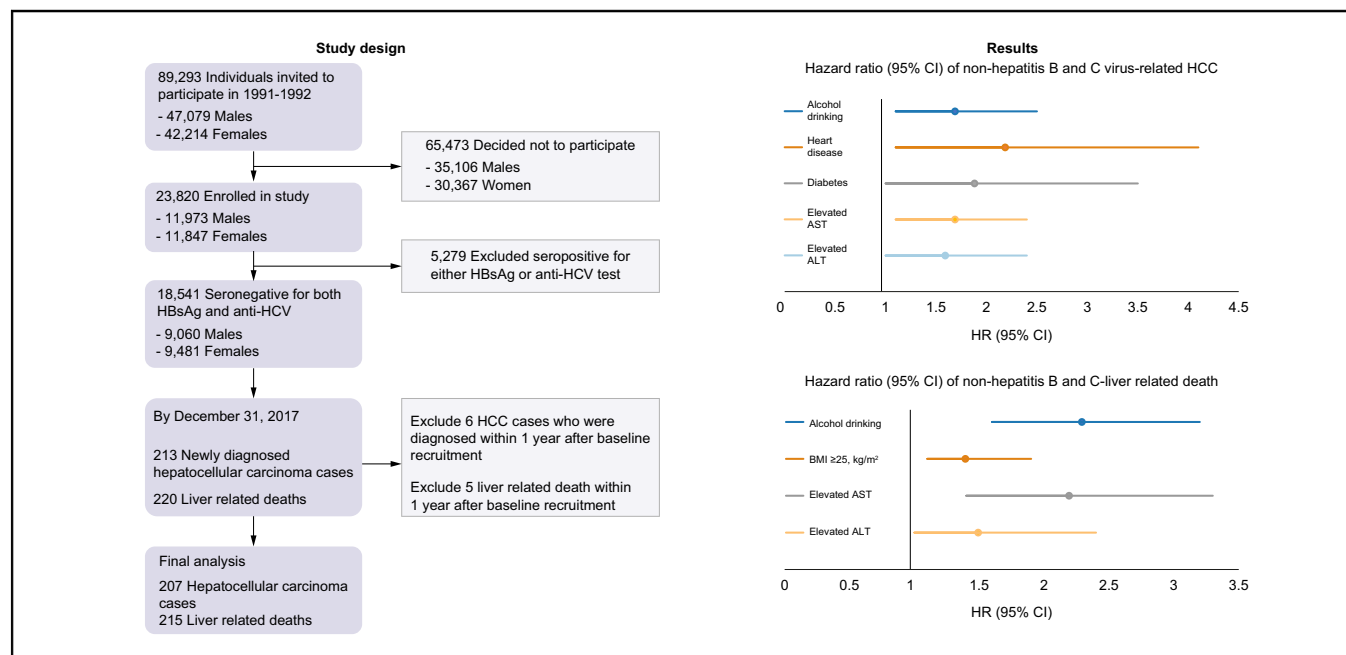 Study design
89,293 Individuals invited to
participate in 1991-1992
- 47,079 Males
- 42,214 Females
65,473 Decided not to participate
- 35,106 Males
- 30,367 Women
23,820 Enrolled in study
- 11,973 Males
- 11,847 Females
5,279 Excluded seropositive for
either HBsAg or anti-HCV test
18,541 Seronegative for both
HBsAg and anti-HCV
- 9,060 Males
- 9,481 Females
By December 31, 2017
213 Newly diagnosed
hepatocellular carcinoma cases
220 Liver related deaths
Exclude 6 HCC cases who were
diagnosed within 1 year after baseline
recruitment
Exclude 5 liver related death within
1 year after baseline recruitment
Final analysis
207 Hepatocellular carcinoma
cases
215 Liver related deaths
Results
Hazard ratio (95% CI) of non-hepatitis B and C virus-related HCC
Alcohol
drinking
Heart
disease
Diabetes
Elevated
AST
Elevated
ALT
0 0.5 1 1.5 2 2.5 3 3.5 4 4.5
HR (95% CI)
Hazard ratio (95% CI) of non-hepatitis B and C-liver related death
Alcohol drinking
BMI ≥25, kg/m²
Elevated AST
Elevated ALT
0 0.5 1 1.5 2 2.5 3 3.5
HR (95% CI)